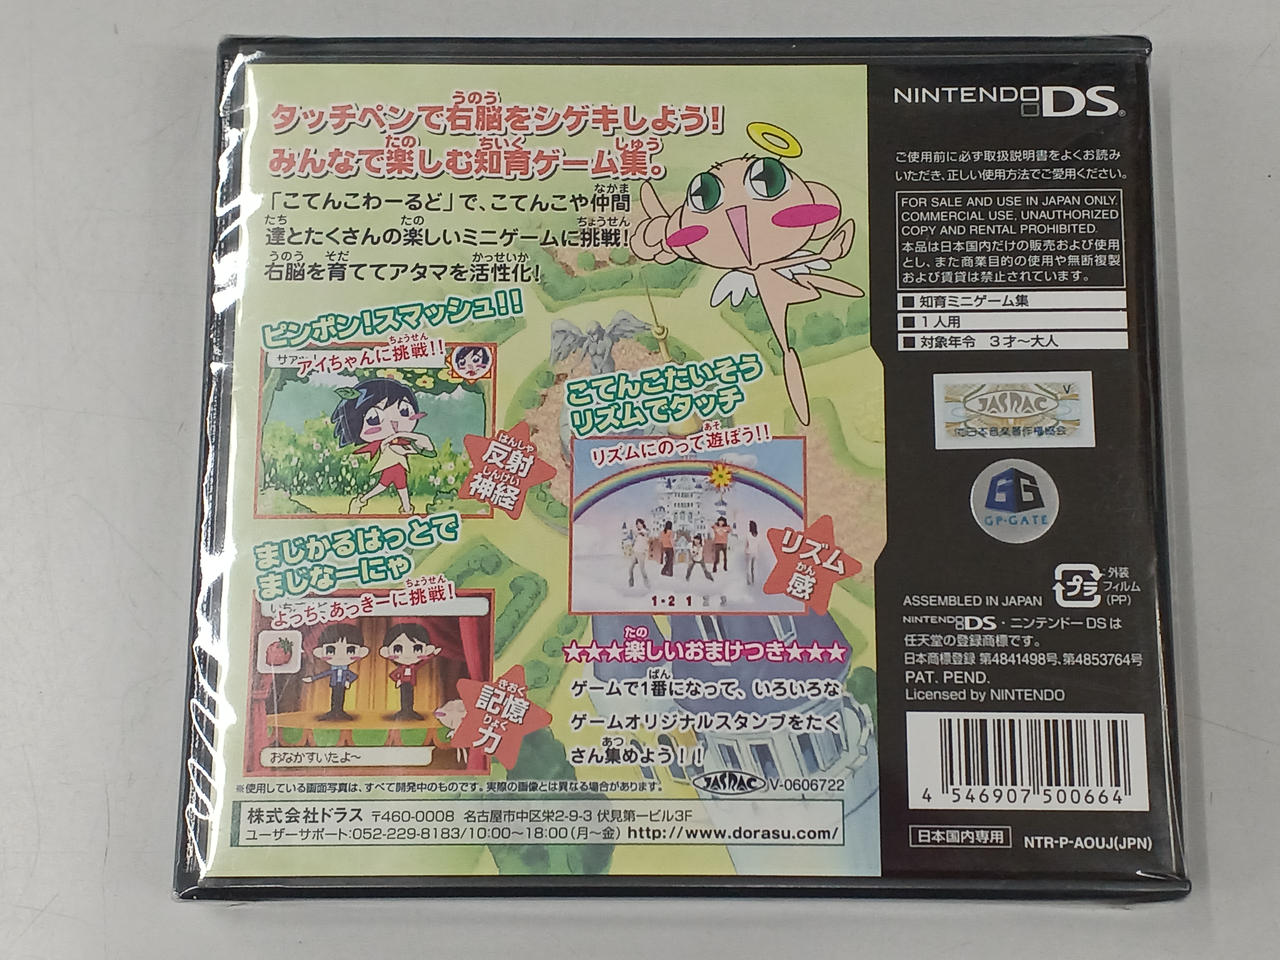 タッチペンで右脳をシゲキしよう!
みんなで楽しむ知育ゲーム集。
「こてんこわーるど」で、こてんこや仲間
達とたくさんの楽しいミニゲームに挑戦!
右脳を育ててアタマを活性化!
ピンポン!スマッシュ!!
アイちゃんに挑戦!!
反射
神経
こてんこたいそう
リズムでタッチ
リズムにのって遊ぼう!!
1・2 1 2 3
リズム
感
まじかるはっとで
まじなーにゃ
よっち、あっきーに挑戦!
おなかすいたよ~
記憶
力
★★★楽しいおまけつき★★★
ゲームで1番になって、いろいろな
ゲームオリジナルスタンプをたく
さん集めよう!!
JASRAC V-0606722
※使用している画面写真は、すべて開発中のものです。実際の画像とは異なる場合があります。
株式会社ドラス 〒460-0008 名古屋市中区栄2-9-3 伏見第一ビル3F
ユーザーサポート:052-229-8183/10:00~18:00(月~金) http://www.dorasu.com/
NINTENDO DS
ご使用前に必ず取扱説明書をよくお読み
いただき、正しい使用方法でご愛用ください。
FOR SALE AND USE IN JAPAN ONLY.
COMMERCIAL USE, UNAUTHORIZED
COPY AND RENTAL PROHIBITED.
本品は日本国内だけの販売および使用
とし、また商業目的の使用や無断複製
および賃貸は禁止されています。
■ 知育ミニゲーム集
■ 1人用
■ 対象年令 3才~大人
V
JASRAC
GP-GATE
プラ
外装
フィルム
(PP)
ASSEMBLED IN JAPAN
NINTENDO DS・ニンテンドーDSは
任天堂の登録商標です。
日本商標登録 第4841498号、第4853764号
PAT. PEND.
Licensed by NINTENDO
4 546907 500664
日本国内専用
NTR-P-AOUJ(JPN)